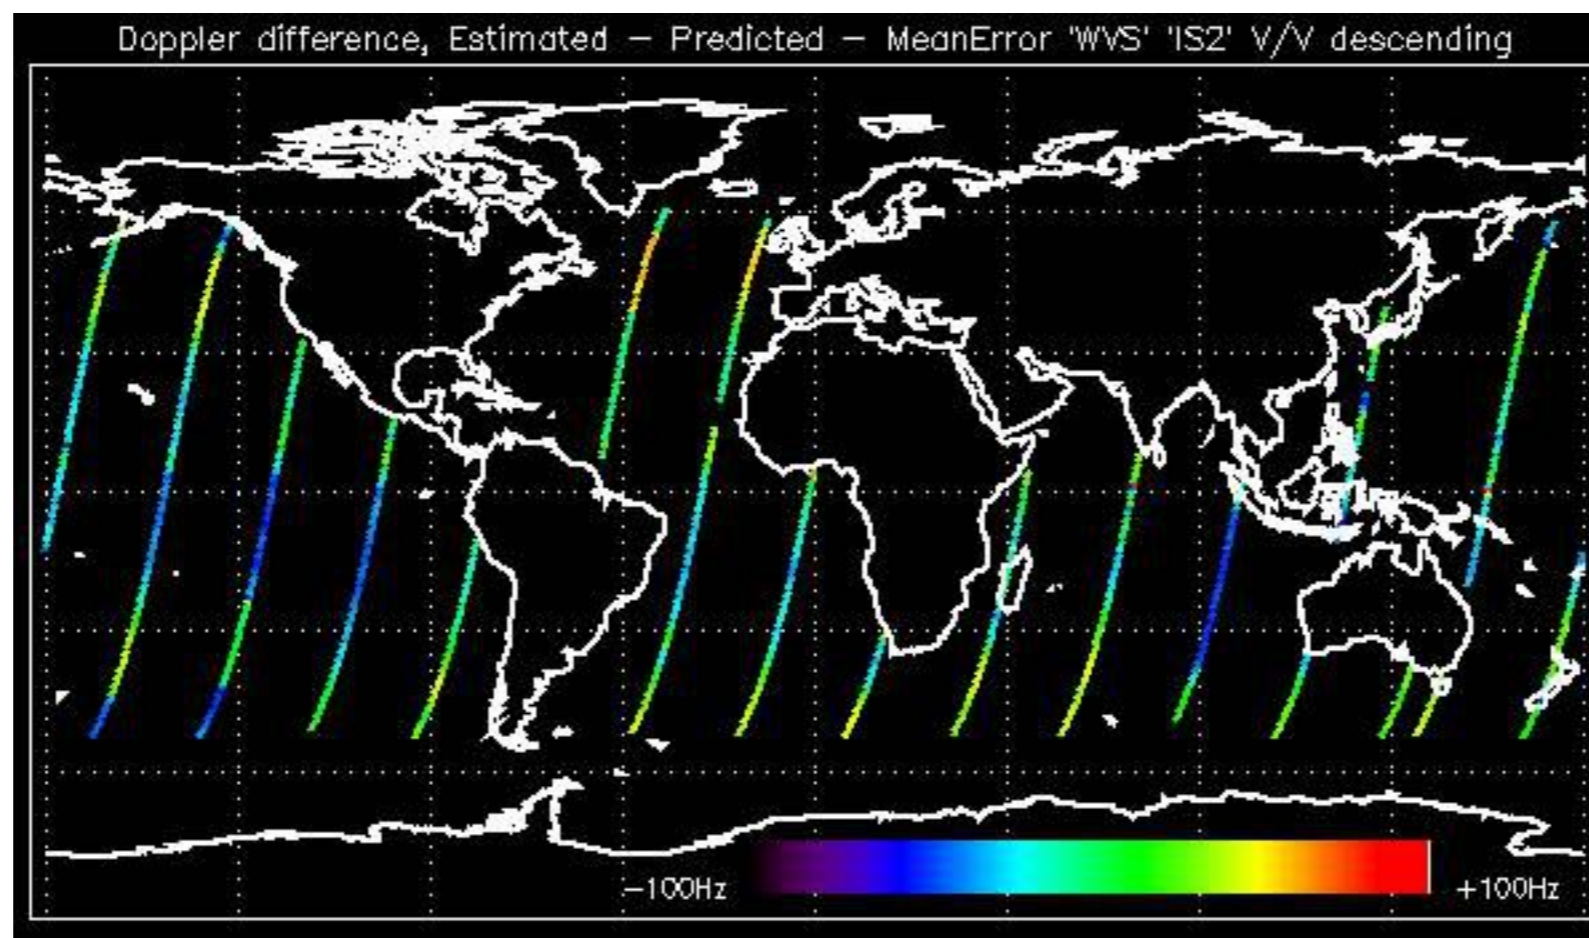 Doppler difference, Estimated - Predicted - MeanError 'WVS' 'IS2' V/V descending
-100Hz
+100Hz